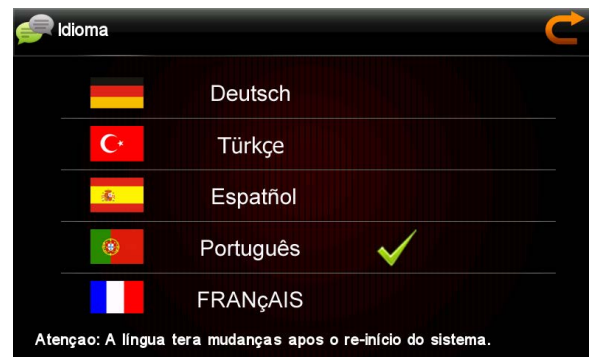 Idioma
Deutsch
Türkçe
Espatñol
Português
FRANçAIS
Atençao: A língua tera mudanças apos o re-início do sistema.